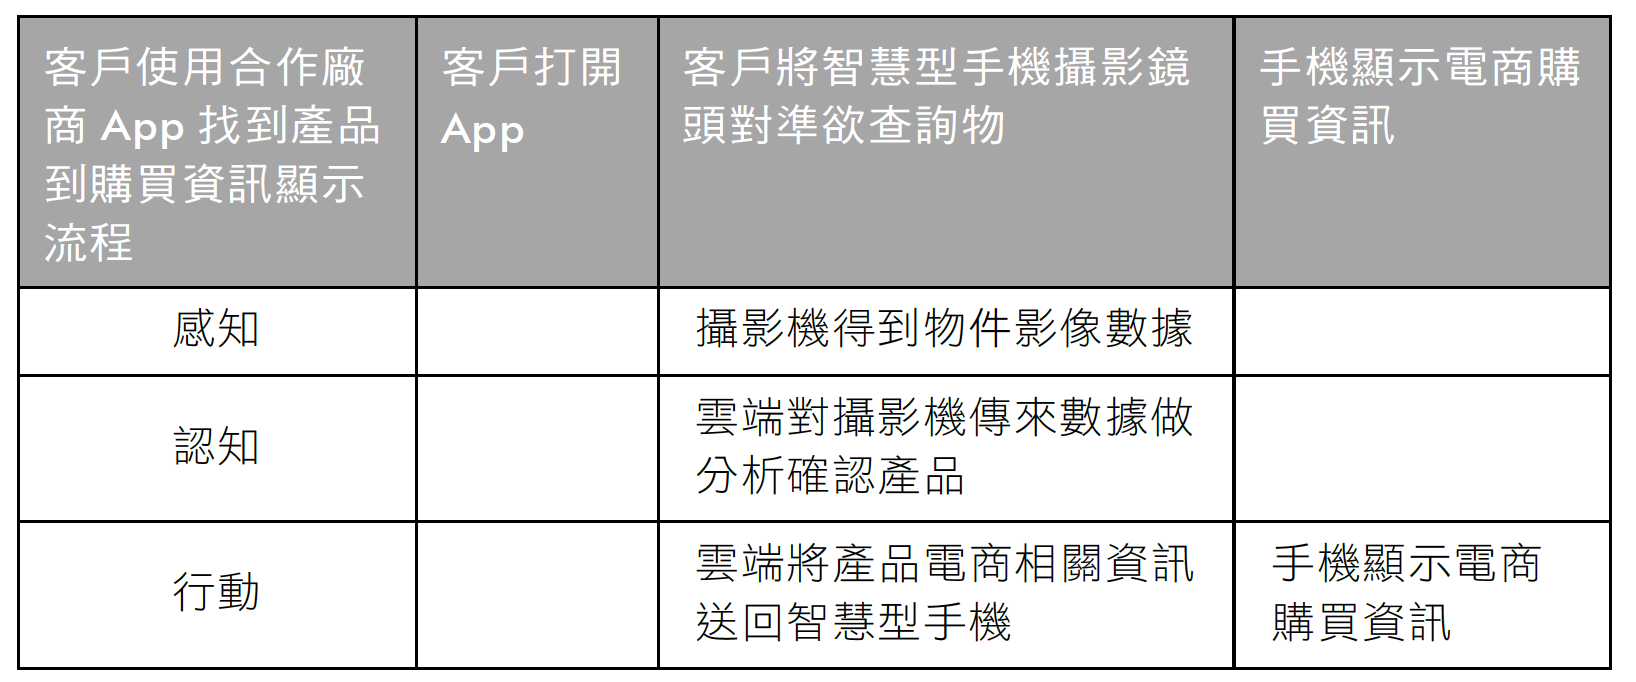 客戶使用合作廠
商 App 找到產品
到購買資訊顯示
流程
客戶打開
App
客戶將智慧型手機攝影鏡
頭對準欲查詢物
手機顯示電商購
買資訊
感知
攝影機得到物件影像數據
認知
雲端對攝影機傳來數據做
分析確認產品
行動
雲端將產品電商相關資訊
送回智慧型手機
手機顯示電商
購買資訊